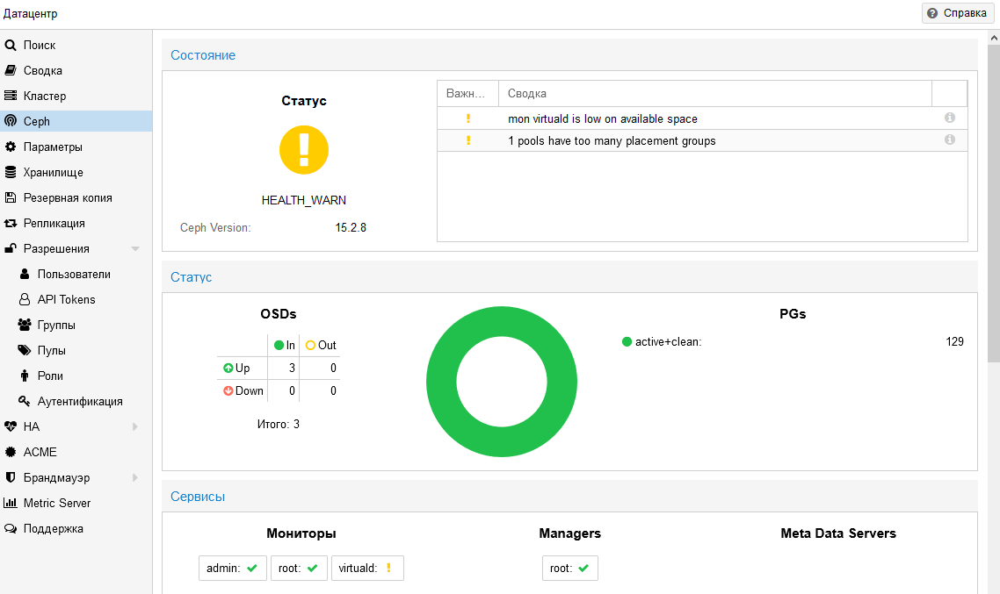 Датацентр
Справка
Поиск
Сводка
Кластер
Ceph
Параметры
Хранилище
Резервная копия
Репликация
Разрешения
Пользователи
API Tokens
Группы
Пулы
Роли
Аутентификация
HA
ACME
Брандмауэр
Metric Server
Поддержка
Состояние
Статус
HEALTH_WARN
Ceph Version: 15.2.8
Важн... Сводка
mon virtuald is low on available space
1 pools have too many placement groups
Статус
OSDs
In Out
Up 3 0
Down 0 0
Итого: 3
PGs
active+clean: 129
Сервисы
Мониторы
admin: root: virtuald:
Managers
root:
Meta Data Servers